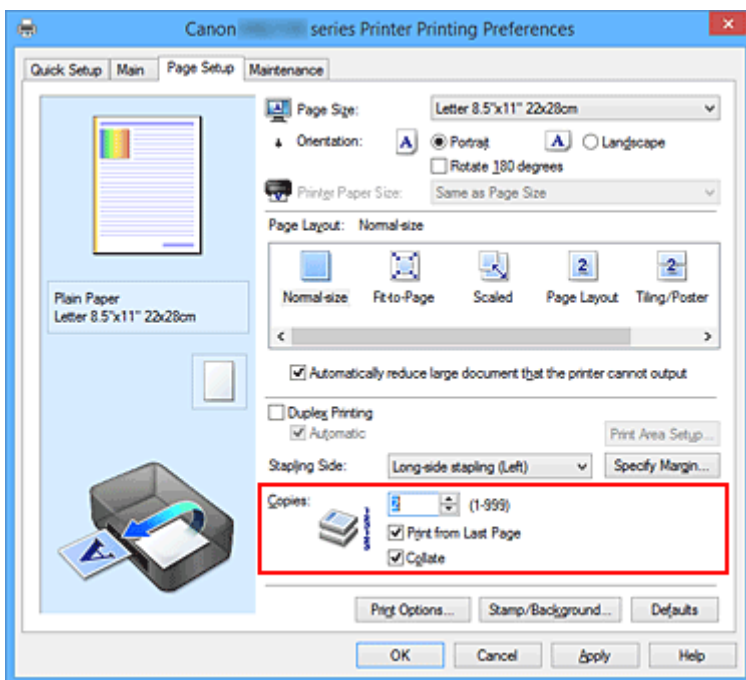 Canon series Printer Printing Preferences
Quick Setup Main Page Setup Maintenance
Page Size: Letter 8.5"x11" 22x28cm
Orientation: A Portrait A Landscape
Rotate 180 degrees
Printer Paper Size: Same as Page Size
Page Layout: Normal-size
2 2
Normal-size Fit-to-Page Scaled Page Layout Tiling/Poster
Plain Paper
Letter 8.5"x11" 22x28cm
Automatically reduce large document that the printer cannot output
Duplex Printing
Automatic Print Area Setup...
Stapling Side: Long-side stapling (Left) Specify Margin...
Copies: 2 (1-999)
Print from Last Page
Collate
A
Print Options... Stamp/Background... Defaults
OK Cancel Apply Help